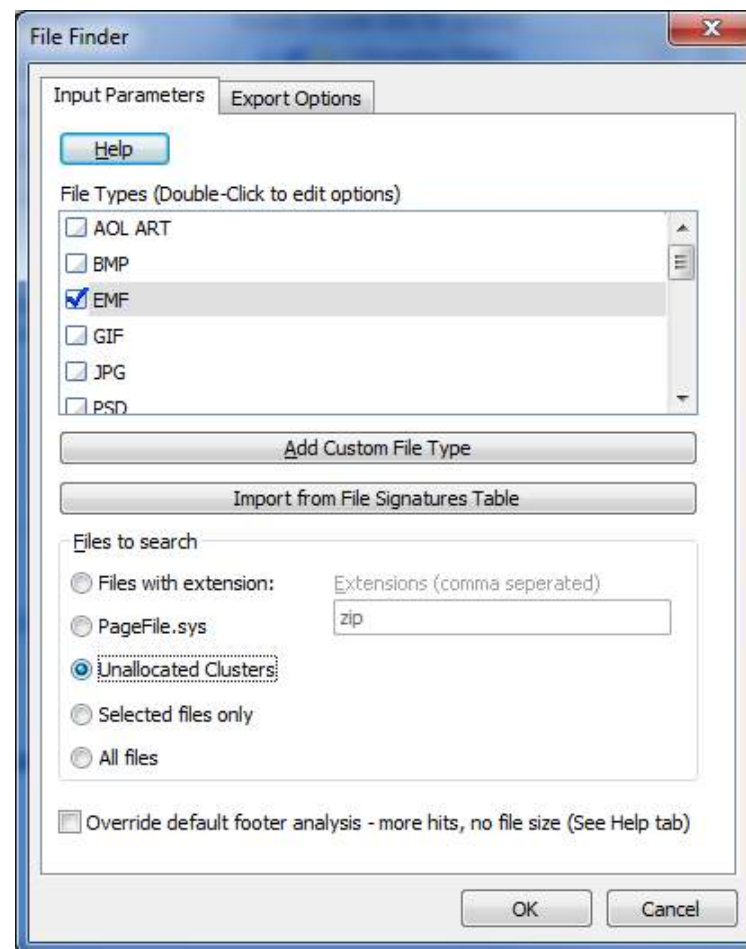 File Finder
Input Parameters
Export Options
Help
File Types (Double-Click to edit options)
AOL ART
BMP
EMF
GIF
JPG
PSD
Add Custom File Type
Import from File Signatures Table
Files to search
Files with extension:
Extensions (comma seperated)
PageFile.sys
zip
Unallocated Clusters
Selected files only
All files
Override default footer analysis - more hits, no file size (See Help tab)
OK
Cancel